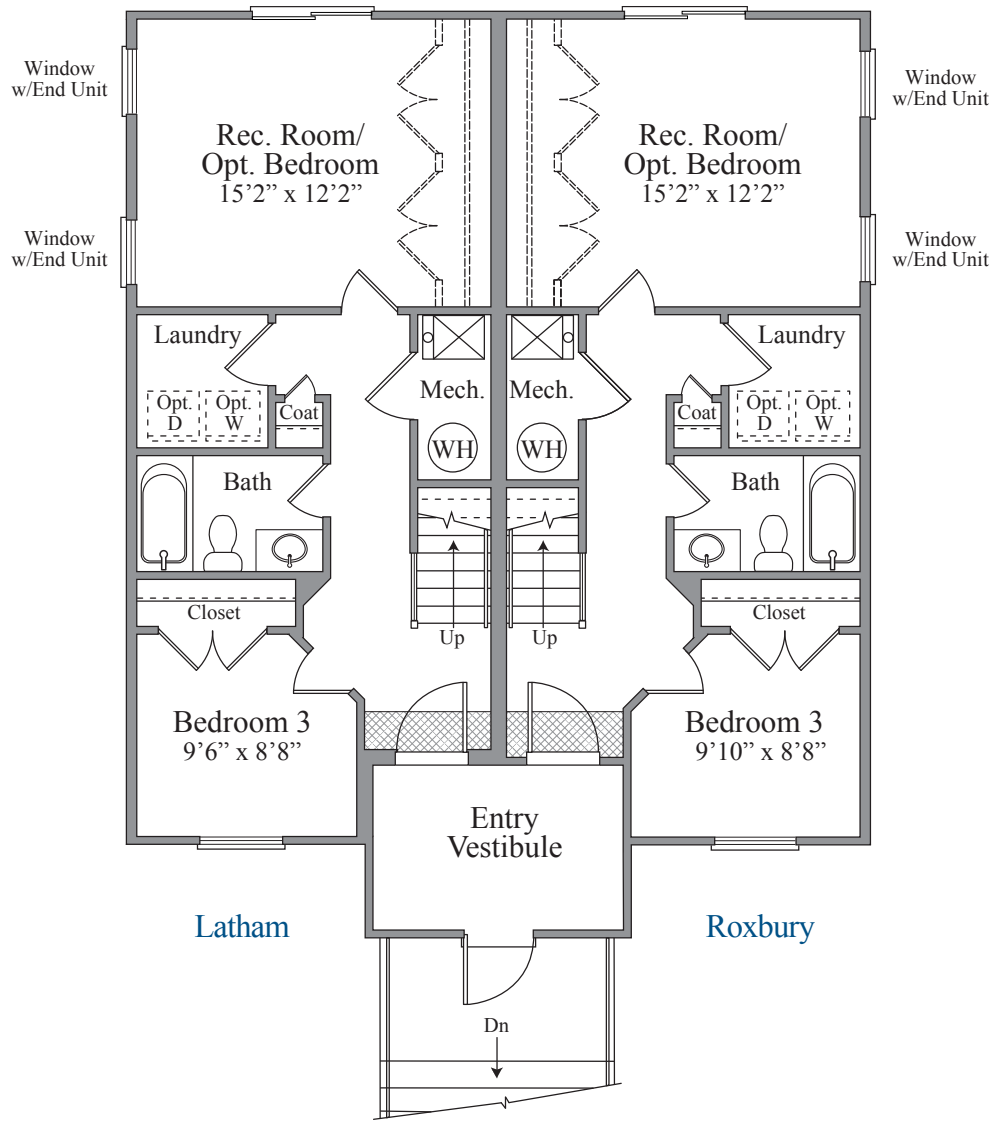 Window
w/End Unit
Rec. Room/
Opt. Bedroom
15’2” x 12’2”
Rec. Room/
Opt. Bedroom
15’2” x 12’2”
Window
w/End Unit
Window
w/End Unit
Window
w/End Unit
Laundry
Opt.
D
Opt.
W
Coat
Mech.
WH
Mech.
WH
Coat
Laundry
Opt.
D
Opt.
W
Bath
Bath
Closet
Up
Up
Closet
Bedroom 3
9’6” x 8’8”
Bedroom 3
9’10” x 8’8”
Entry
Vestibule
Latham
Roxbury
Dn